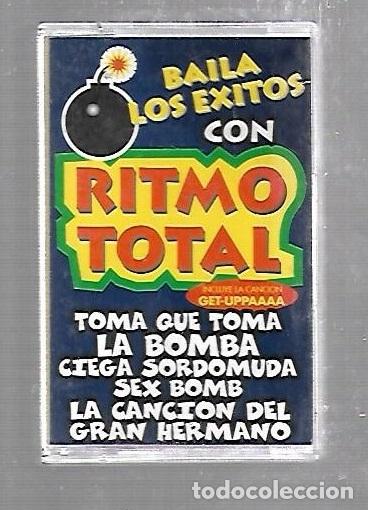 BAILA
LOS EXITOS
CON
RITMO
TOTAL
INCLUYE LA CANCION
GET-UPPAAAA
TOMA QUE TOMA
LA BOMBA
CIEGA SORDOMUDA
SEX BOMB
LA CANCION DEL
GRAN HERMANO
todocoleccion.net